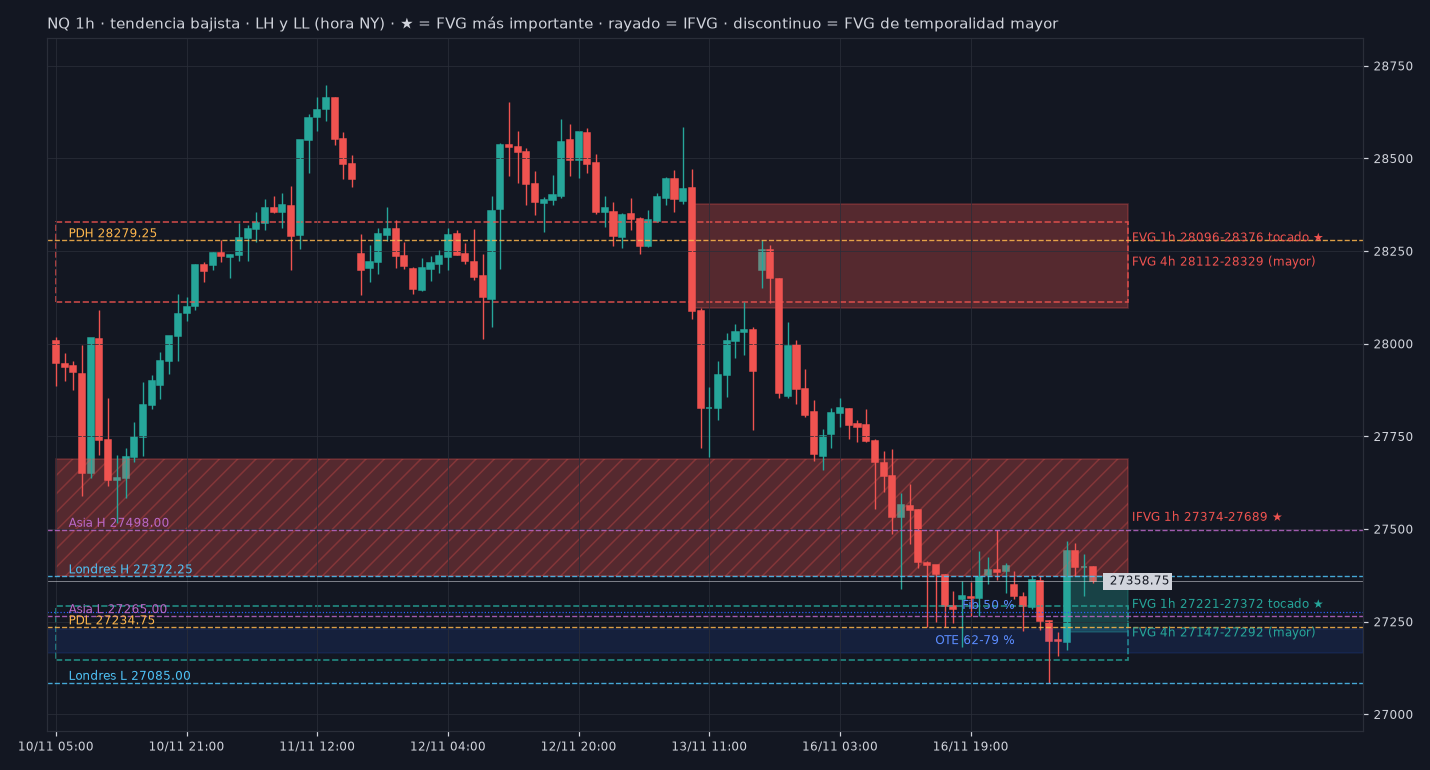 NQ 1h · tendencia bajista · LH y LL (hora NY) · ★ = FVG más importante · rayado = IFVG · discontinuo = FVG de temporalidad mayor
28750
28500
PDH 28279.25
FVG 1h 28096-28376 tocado ★
28250
FVG 4h 28112-28329 (mayor)
28000
27750
Asia H 27498.00
IFVG 1h 27374-27689 ★
27500
Londres H 27372.25
27358.75
Asia L 27265.00
Fib 50 %
FVG 1h 27221-27372 tocado ★
PDL 27234.75
27250
OTE 62-79 %
FVG 4h 27147-27292 (mayor)
Londres L 27085.00
27000
10/11 05:00
10/11 21:00
11/11 12:00
12/11 04:00
12/11 20:00
13/11 11:00
16/11 03:00
16/11 19:00